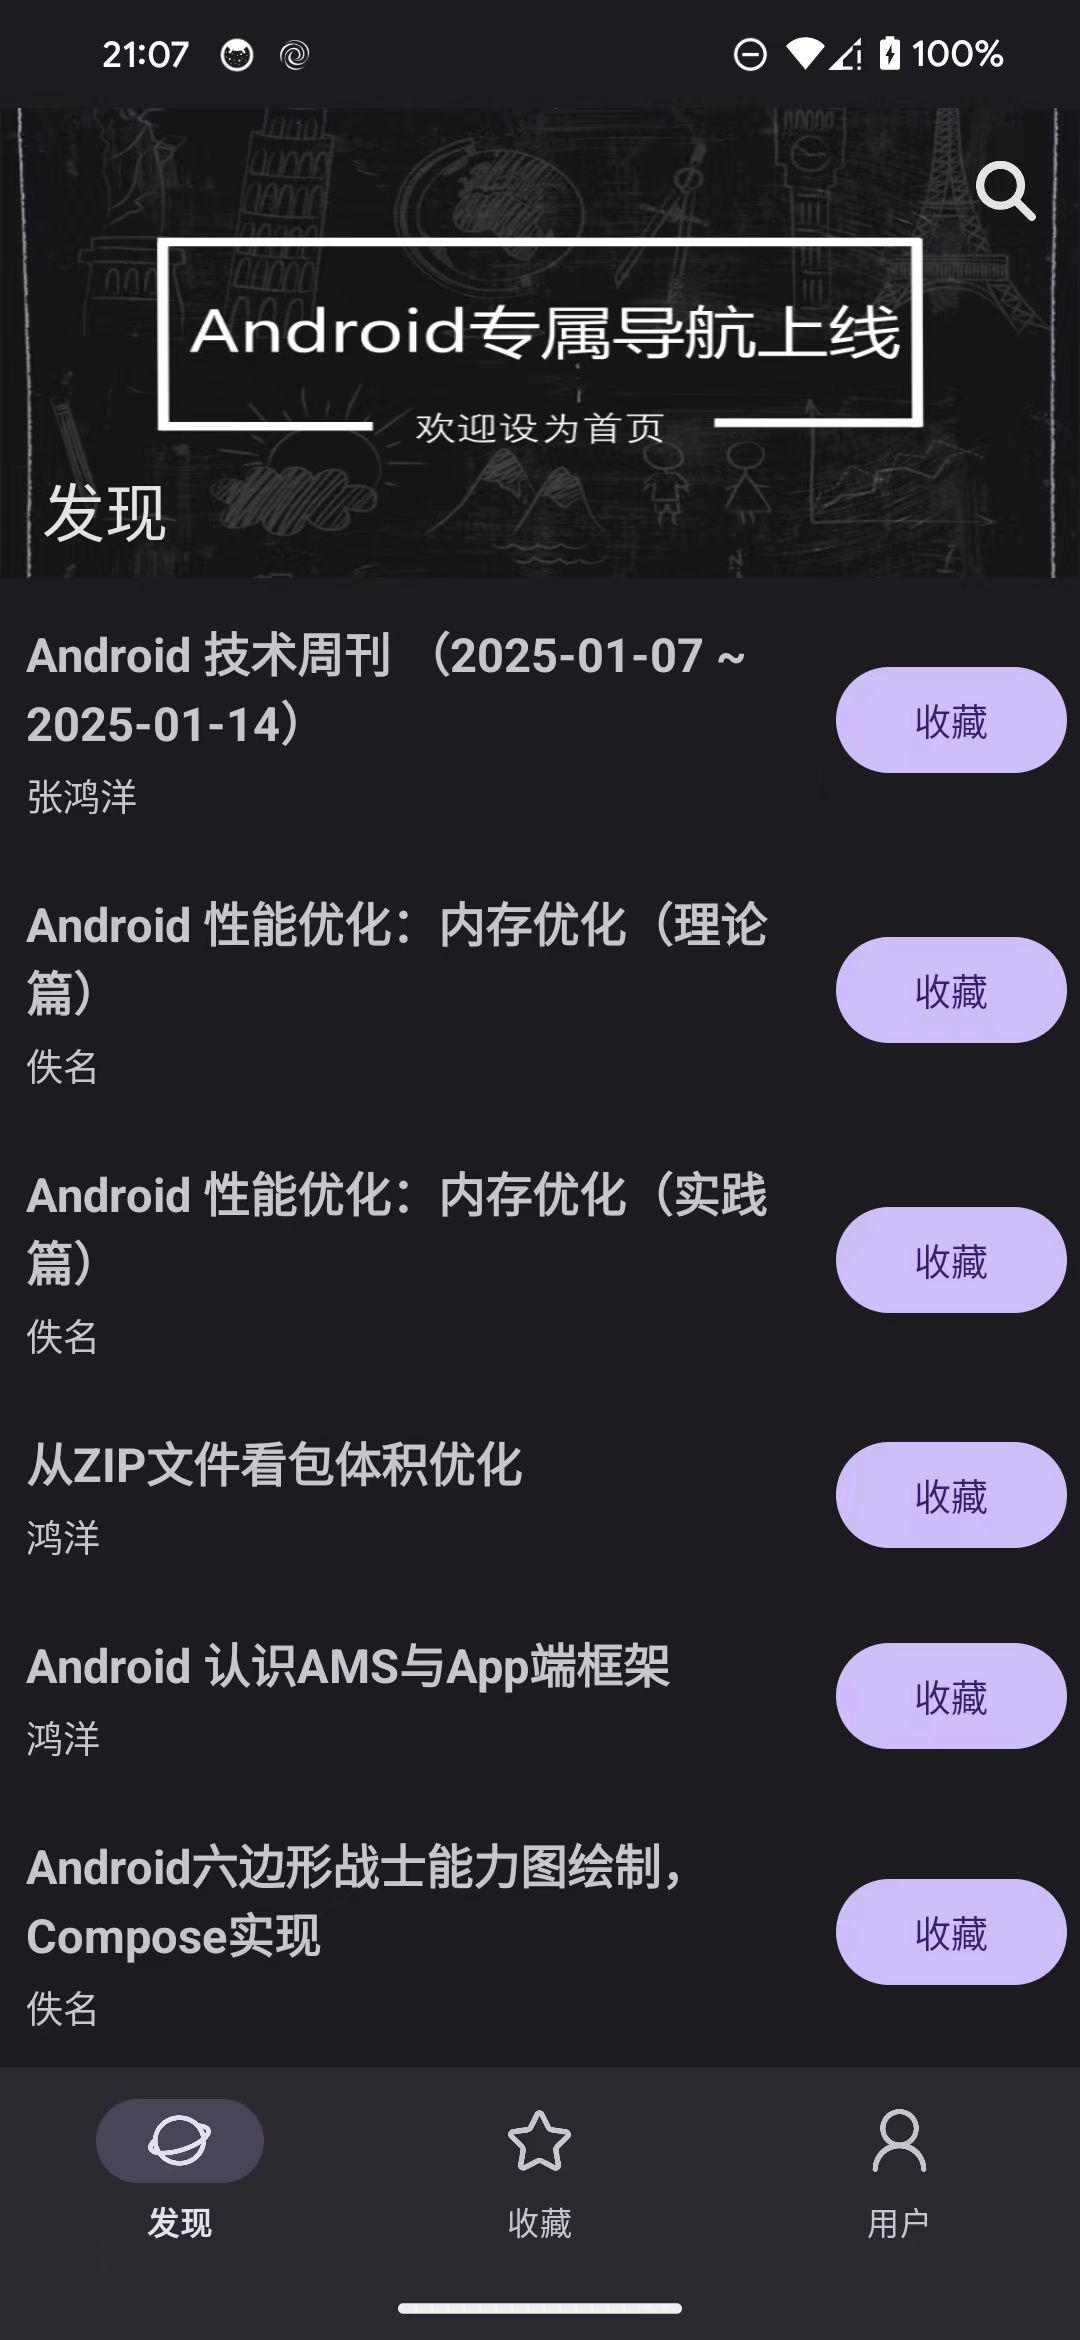 21:07
100%
Android专属导航上线
欢迎设为首页
发现
Android 技术周刊 （2025-01-07 ~
2025-01-14）
收藏
张鸿洋
Android 性能优化：内存优化（理论
篇）
收藏
佚名
Android 性能优化：内存优化（实践
篇）
收藏
佚名
从ZIP文件看包体积优化
收藏
鸿洋
Android 认识AMS与App端框架
收藏
鸿洋
Android六边形战士能力图绘制，
Compose实现
收藏
佚名
发现
收藏
用户